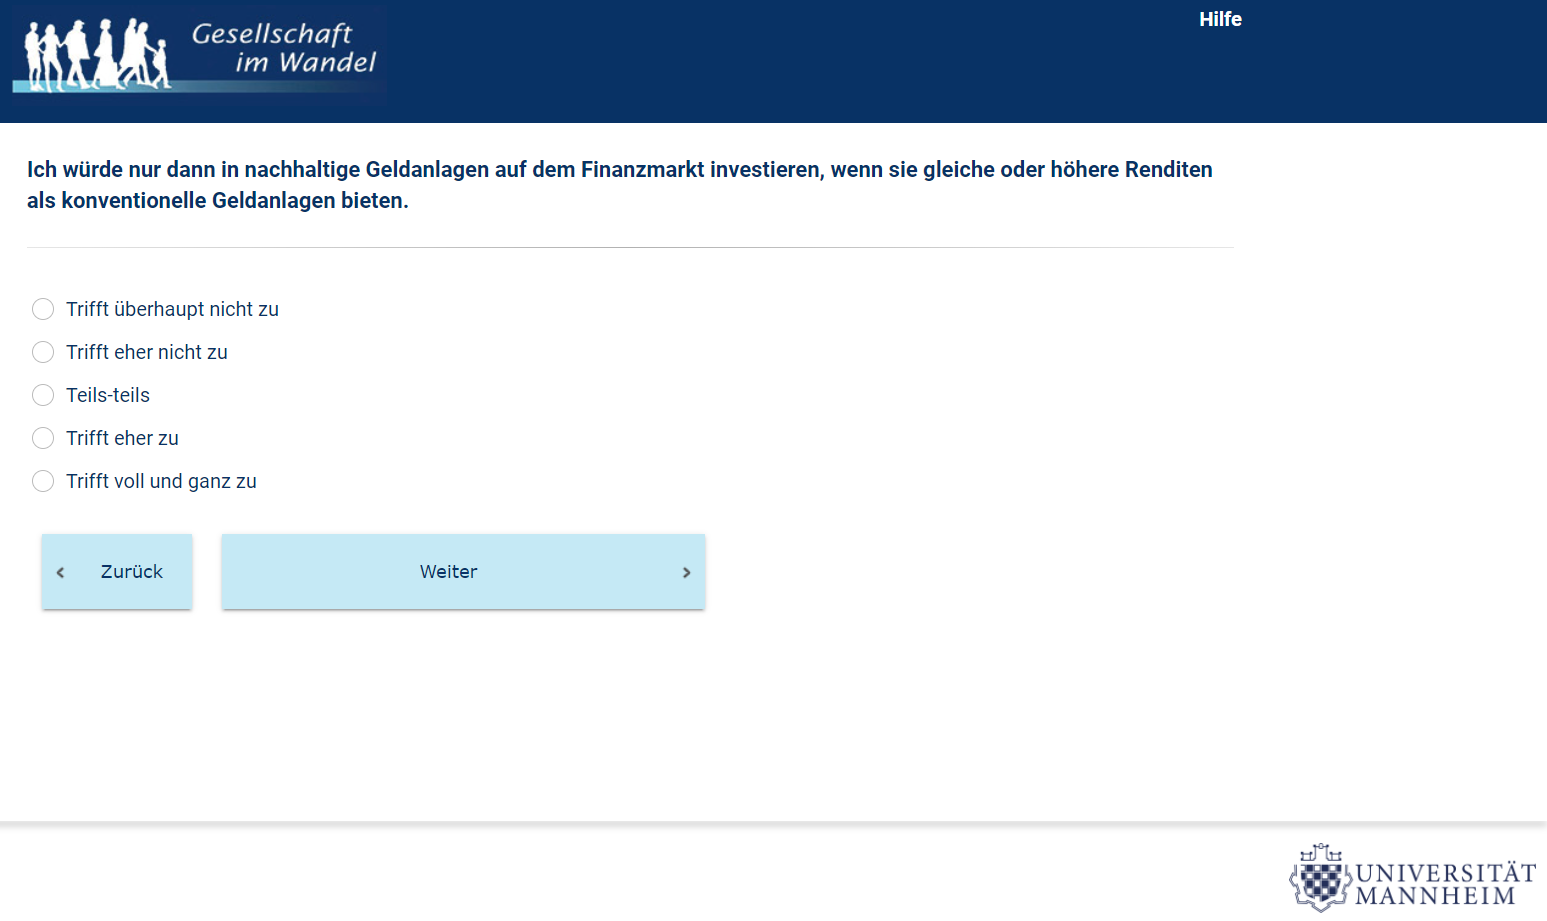 Gesellschaft
im Wandel
Hilfe
Ich würde nur dann in nachhaltige Geldanlagen auf dem Finanzmarkt investieren, wenn sie gleiche oder höhere Renditen
als konventionelle Geldanlagen bieten.
Trifft überhaupt nicht zu
Trifft eher nicht zu
Teils-teils
Trifft eher zu
Trifft voll und ganz zu
Zurück
Weiter
UNIVERSITÄT
MANNHEIM